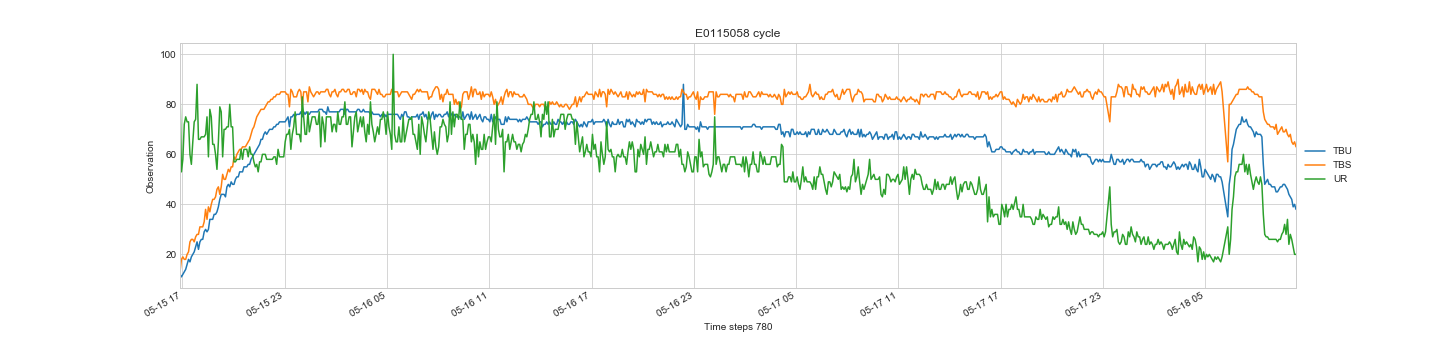 E0115058 cycle
Observation
100
80
60
40
20
05-15 17
05-15 23
05-16 05
05-16 11
05-16 17
05-16 23
05-17 05
05-17 11
05-17 17
05-17 23
05-18 05
Time steps 780
TBU
TBS
UR